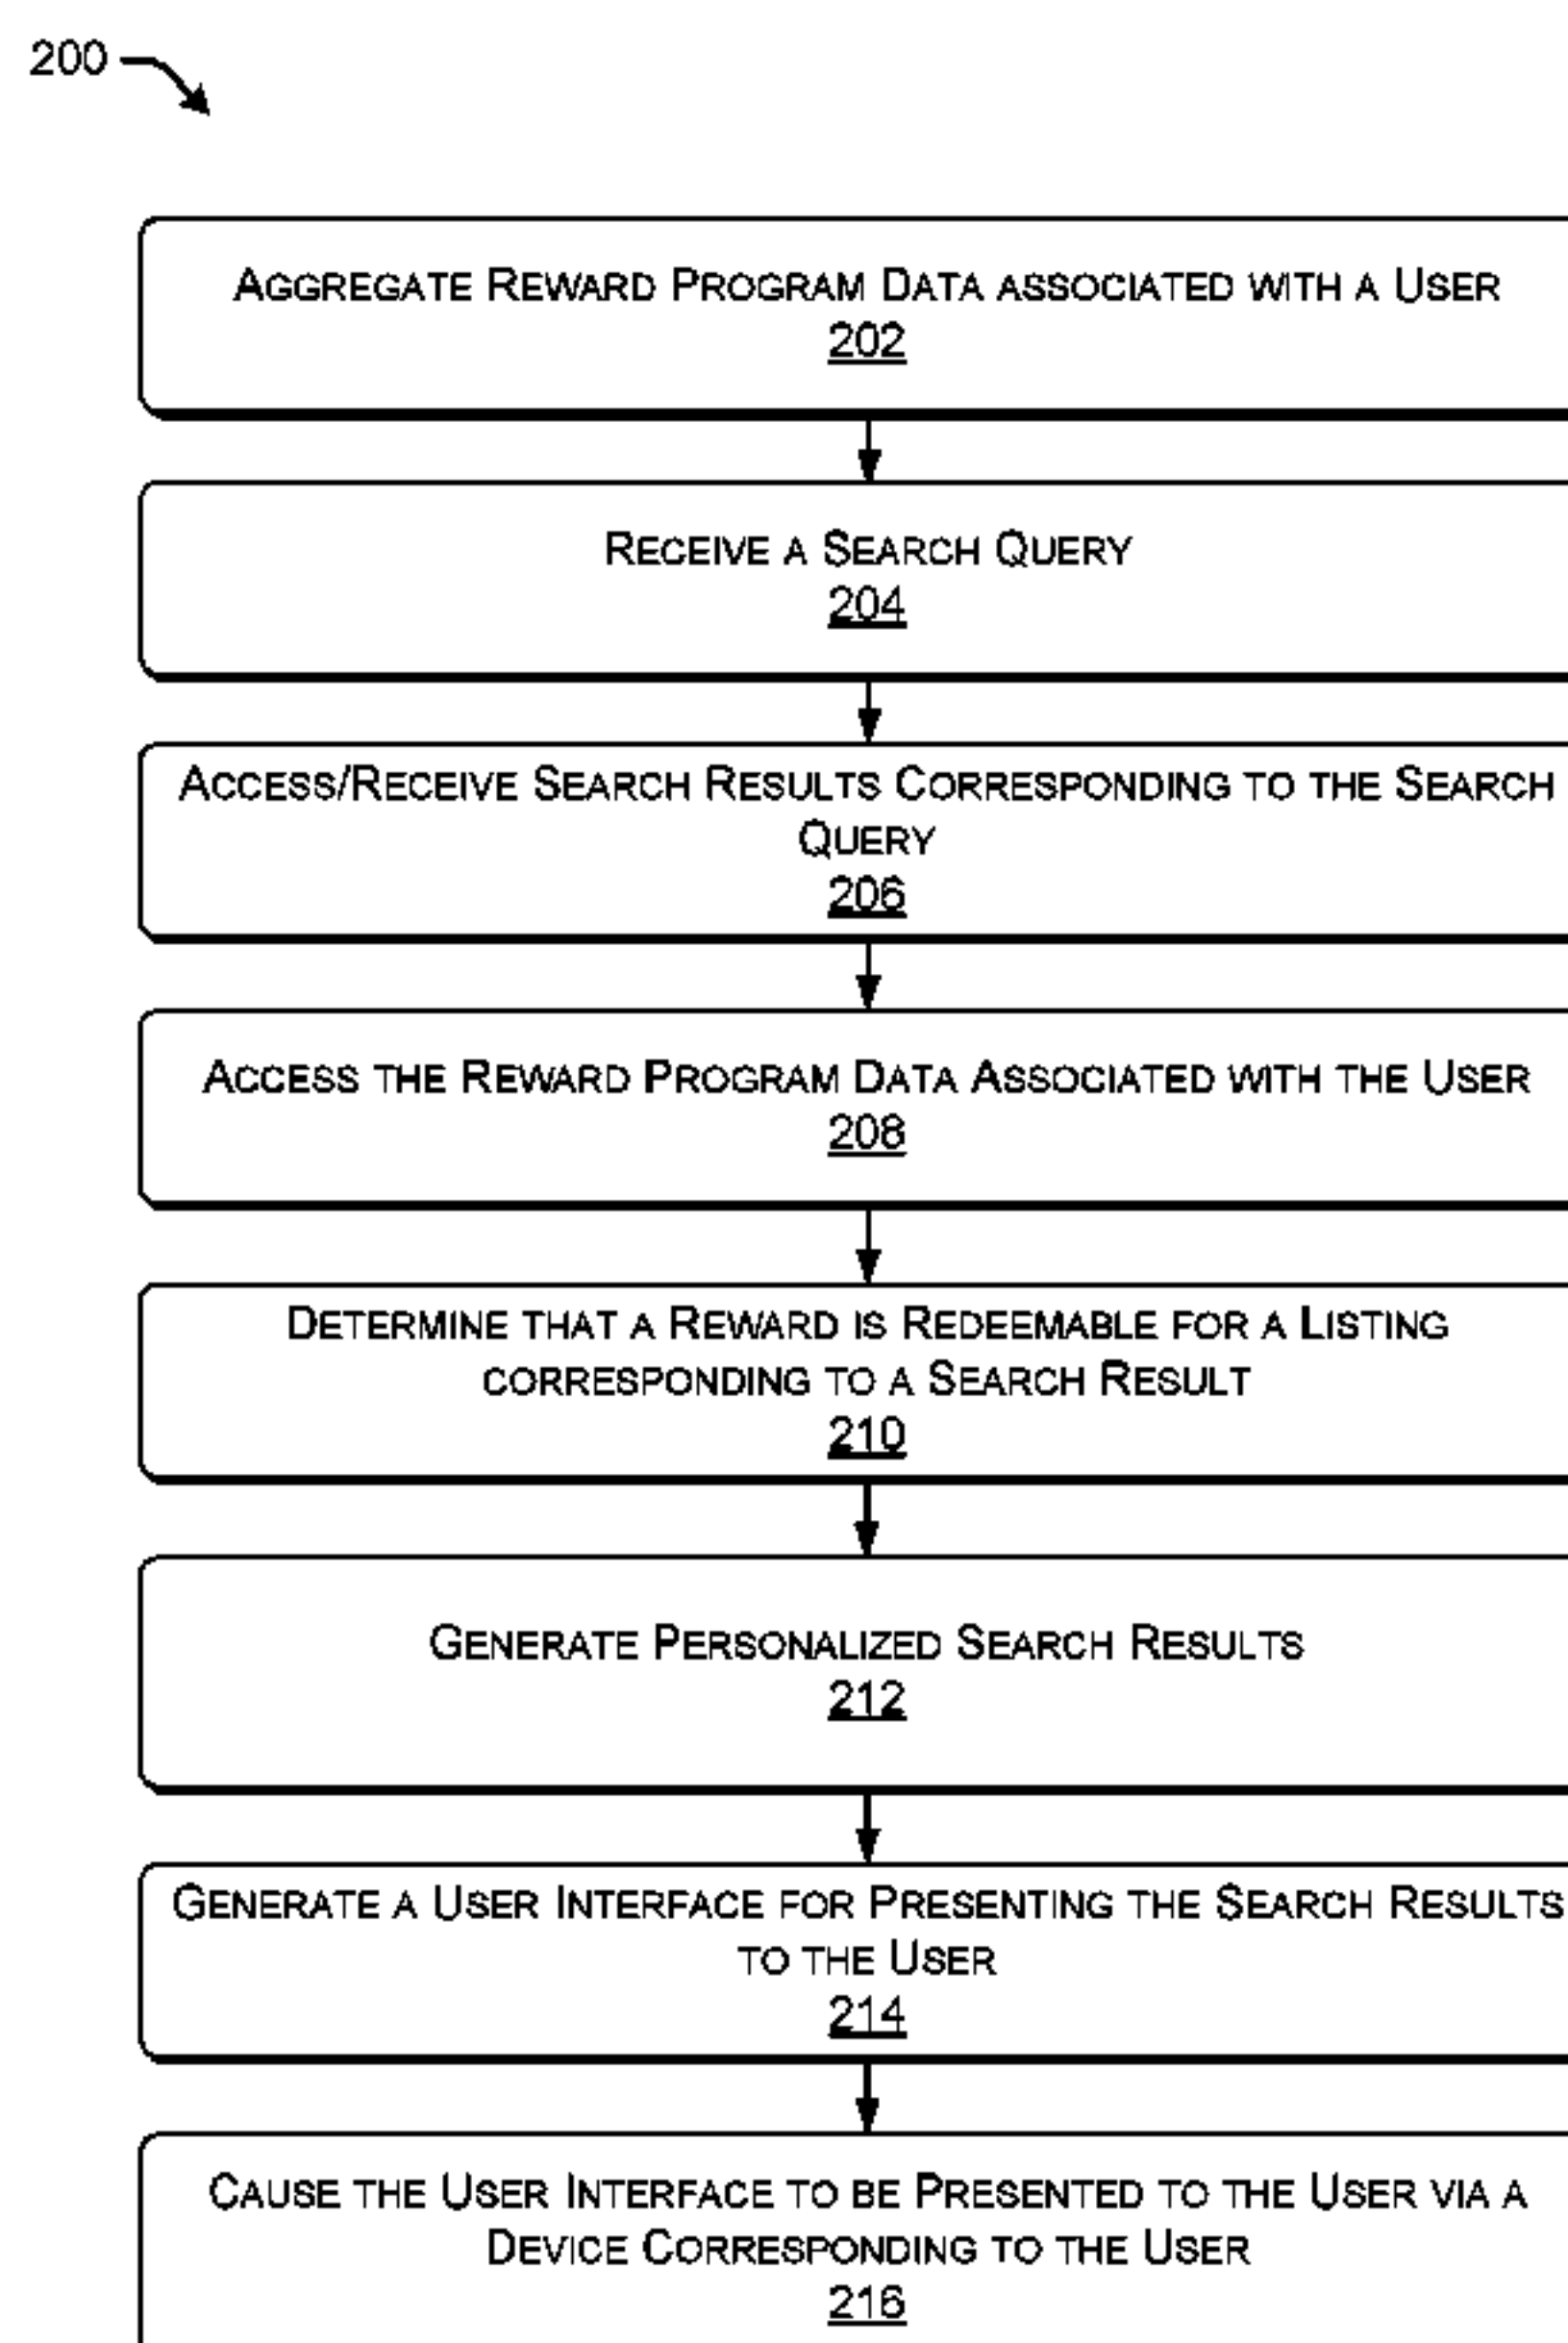 200
AGGREGATE REWARD PROGRAM DATA ASSOCIATED WITH A USER
202
RECEIVE A SEARCH QUERY
204
ACCESS/RECEIVE SEARCH RESULTS CORRESPONDING TO THE SEARCH
QUERY
206
ACCESS THE REWARD PROGRAM DATA ASSOCIATED WITH THE USER
208
DETERMINE THAT A REWARD IS REDEEMABLE FOR A LISTING
CORRESPONDING TO A SEARCH RESULT
210
GENERATE PERSONALIZED SEARCH RESULTS
212
GENERATE A USER INTERFACE FOR PRESENTING THE SEARCH RESULTS
TO THE USER
214
CAUSE THE USER INTERFACE TO BE PRESENTED TO THE USER VIA A
DEVICE CORRESPONDING TO THE USER
216